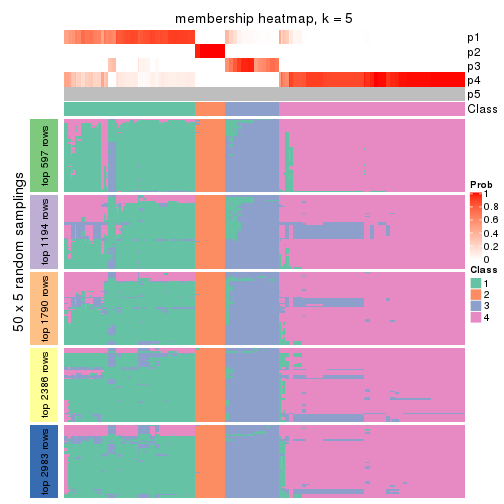 membership heatmap, k = 5
p1
p2
p3
p4
p5
Class
50 x 5 random samplings
top 597 rows
top 1194 rows
top 1790 rows
top 2386 rows
top 2983 rows
Prob
1
0.8
0.6
0.4
0.2
0
Class
1
2
3
4